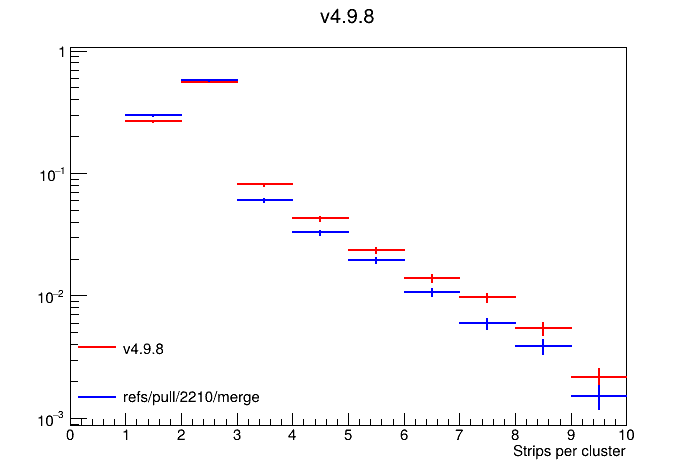 v4.9.8
1
10⁻¹
10⁻²
10⁻³
v4.9.8
refs/pull/2210/merge
0 1 2 3 4 5 6 7 8 9 10
Strips per cluster